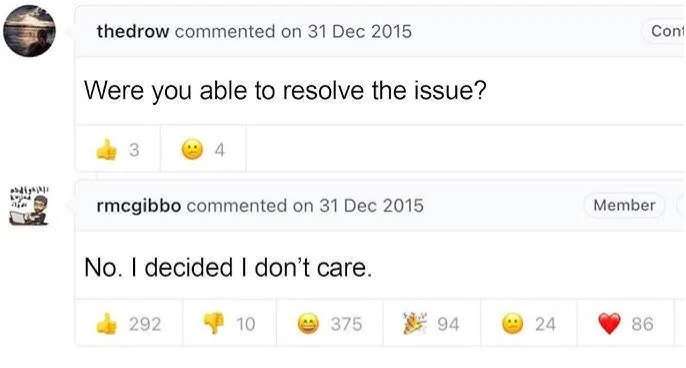 thedrow commented on 31 Dec 2015
Were you able to resolve the issue?
3 4
rmcgibbo commented on 31 Dec 2015 Member
No. I decided I don’t care.
292 10 375 94 24 86